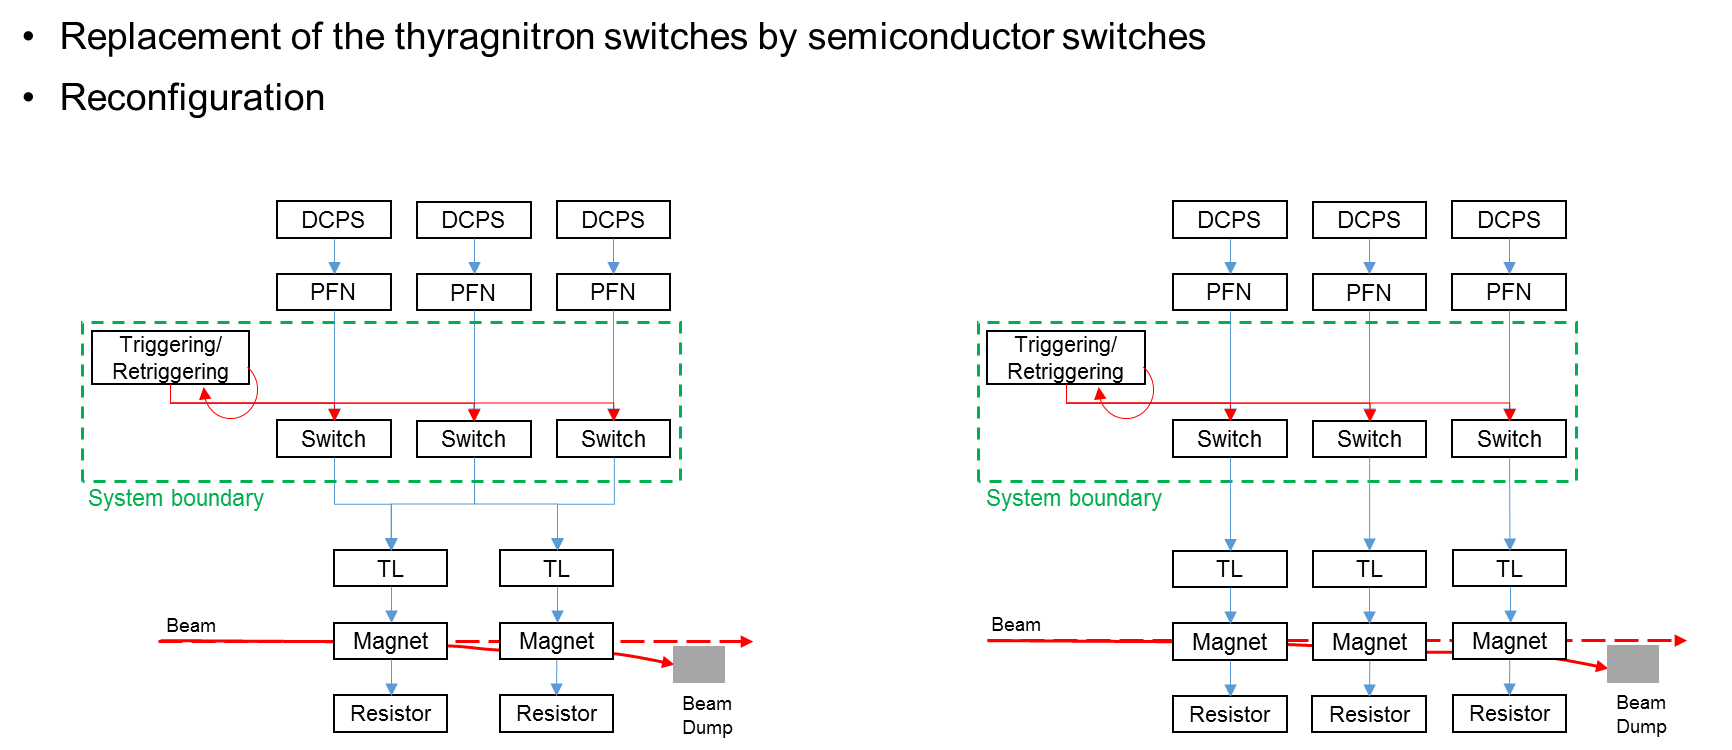 • Replacement of the thyragnitron switches by semiconductor switches
• Reconfiguration
DCPS DCPS DCPS
PFN PFN PFN
Triggering/
Retriggering
Switch Switch Switch
System boundary
TL TL
Beam
Magnet Magnet
Resistor Resistor
Beam
Dump
DCPS DCPS DCPS
PFN PFN PFN
Triggering/
Retriggering
Switch Switch Switch
System boundary
TL TL TL
Beam
Magnet Magnet Magnet
Resistor Resistor Resistor
Beam
Dump